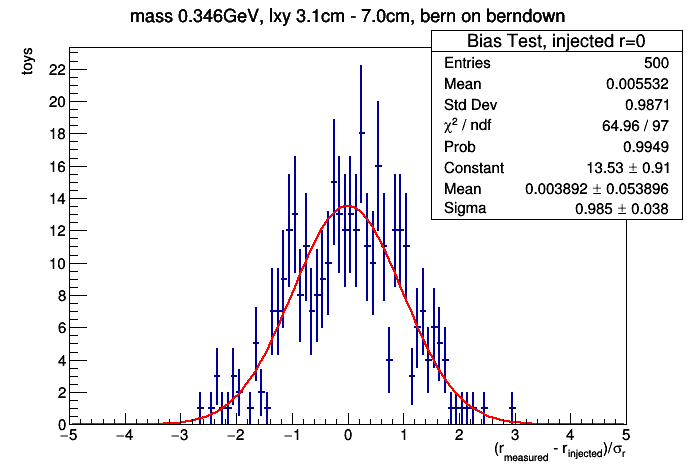 mass 0.346GeV, lxy 3.1cm - 7.0cm, bern on berndown
Bias Test, injected r=0
Entries 500
Mean 0.005532
Std Dev 0.9871
χ² / ndf 64.96 / 97
Prob 0.9949
Constant 13.53 ± 0.91
Mean 0.003892 ± 0.053896
Sigma 0.985 ± 0.038
toys
22
20
18
16
14
12
10
8
6
4
2
0
−5 −4 −3 −2 −1 0 1 2 3 4 5
(r_measured - r_injected)/σ_r